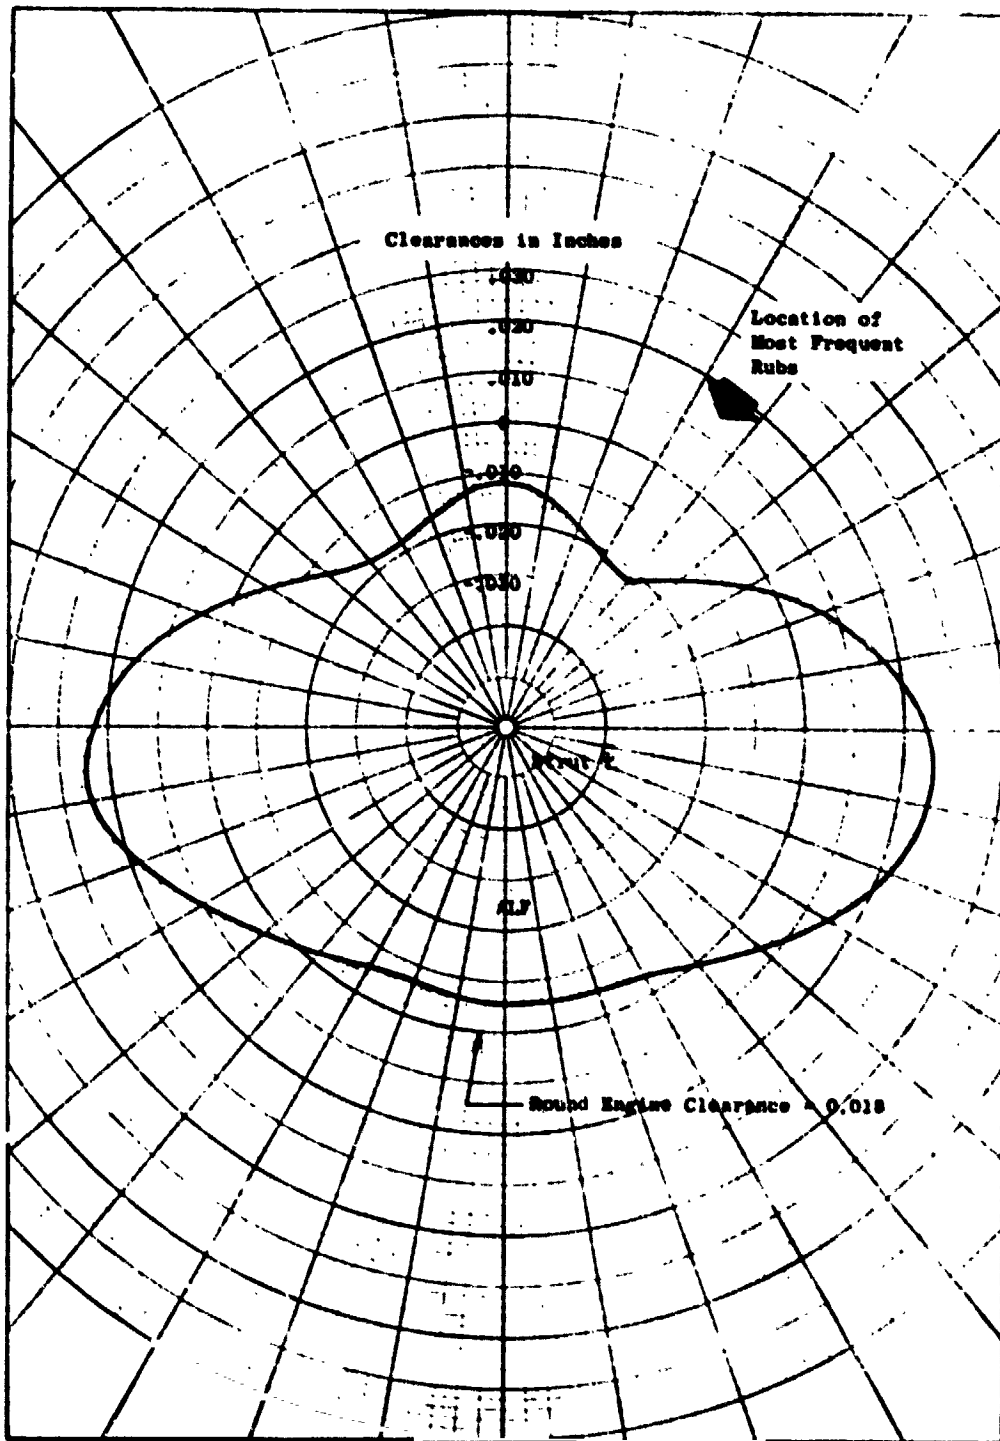 Clearances in Inches
.030
.020
.010
0
-.010
-.020
-.030
Location of
Most Frequent
Rubs
Strut
ALF
Round Engine Clearance = 0.018